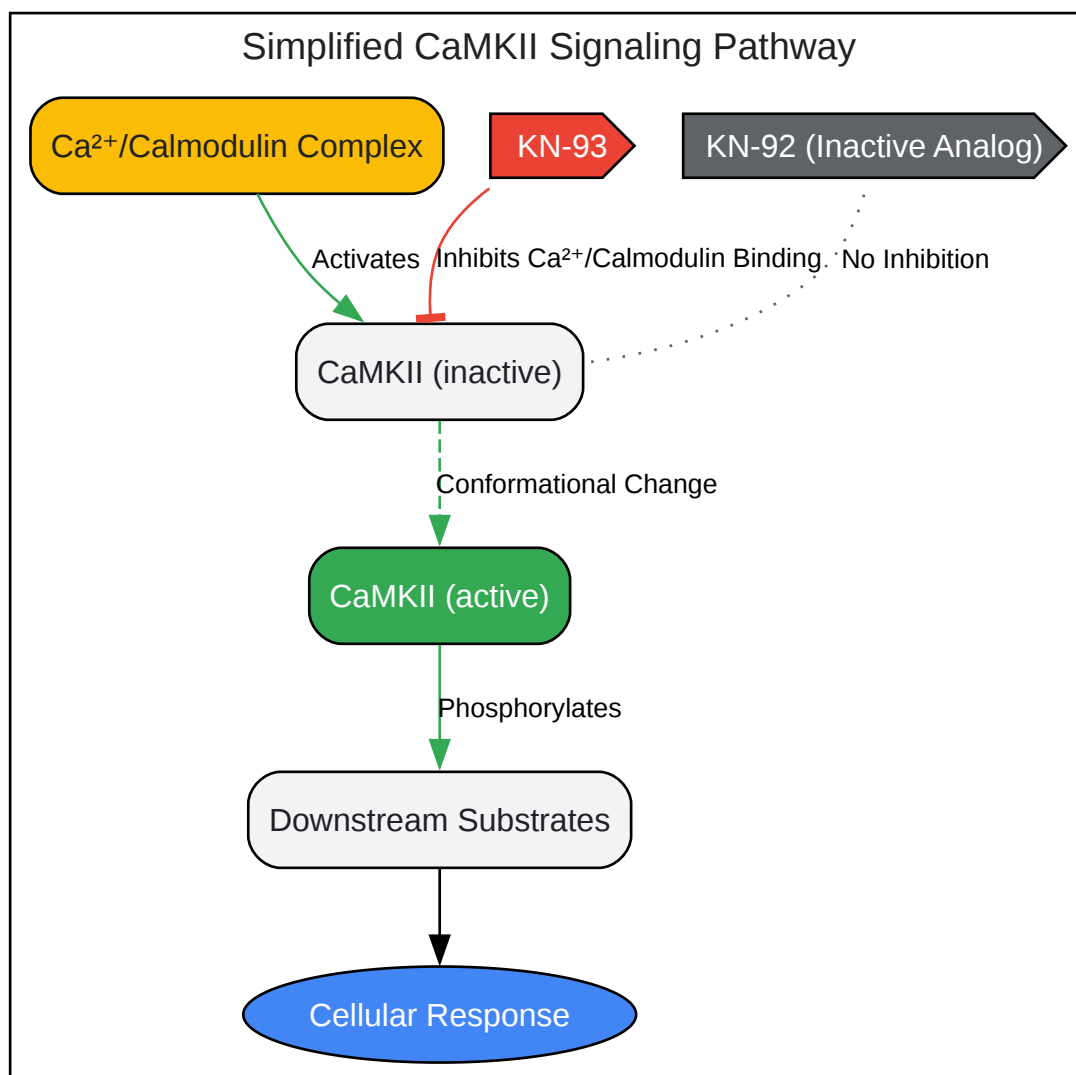 Simplified CaMKII Signaling Pathway
Ca²⁺/Calmodulin Complex
KN-93
KN-92 (Inactive Analog)
Activates
Inhibits Ca²⁺/Calmodulin Binding
No Inhibition
CaMKII (inactive)
Conformational Change
CaMKII (active)
Phosphorylates
Downstream Substrates
Cellular Response